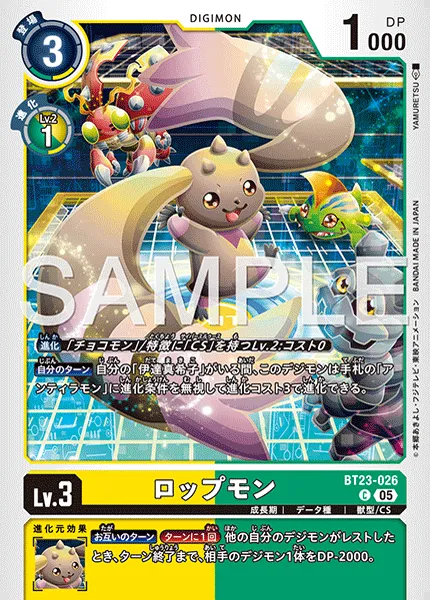 DIGIMON
登場
3
DP
1000
進化
Lv.2
1
YAMURETSU
SAMPLE
進化 「チョコモン」/特徴に「CS」を持つLv.2:コスト0
自分のターン 自分の「伊達真希子」がいる間、このデジモンは手札の「ア
ンティラモン」に進化条件を無視して進化コスト3で進化できる。
©本郷あきよし・フジテレビ・東映アニメーション BANDAI MADE IN JAPAN
Lv.3
ロップモン
BT23-026
C 05
成長期 | データ種 | 獣型/CS
進化元効果
お互いのターン ターンに1回 他の自分のデジモンがレストした
とき、ターン終了まで、相手のデジモン1体をDP-2000。